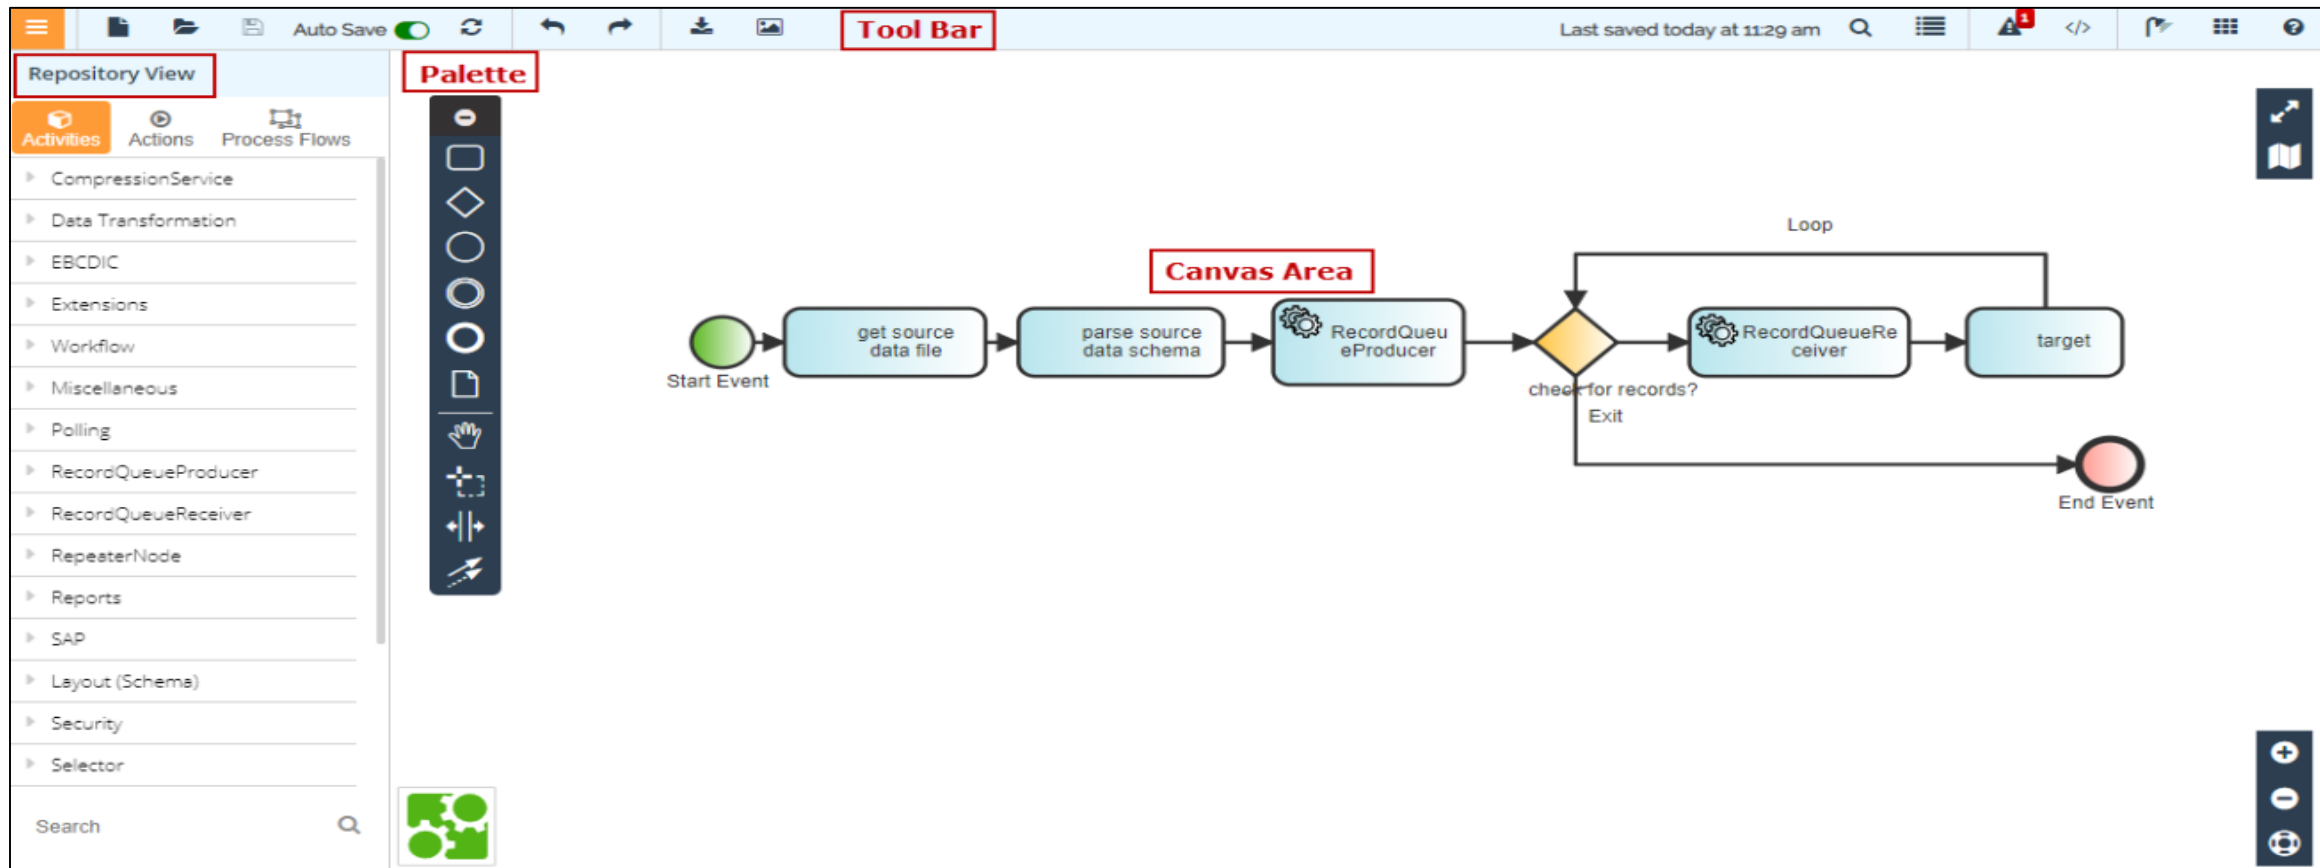 Auto Save
Tool Bar
Last saved today at 11:29 am
1
</>
Repository View
Palette
Activities
Actions
Process Flows
CompressionService
Data Transformation
EBCDIC
Extensions
Workflow
Miscellaneous
Polling
RecordQueueProducer
RecordQueueReceiver
RepeaterNode
Reports
SAP
Layout (Schema)
Security
Selector
Search
Canvas Area
Loop
Start Event
get source
data file
parse source
data schema
RecordQueu
eProducer
check for records?
Exit
RecordQueueRe
ceiver
target
End Event